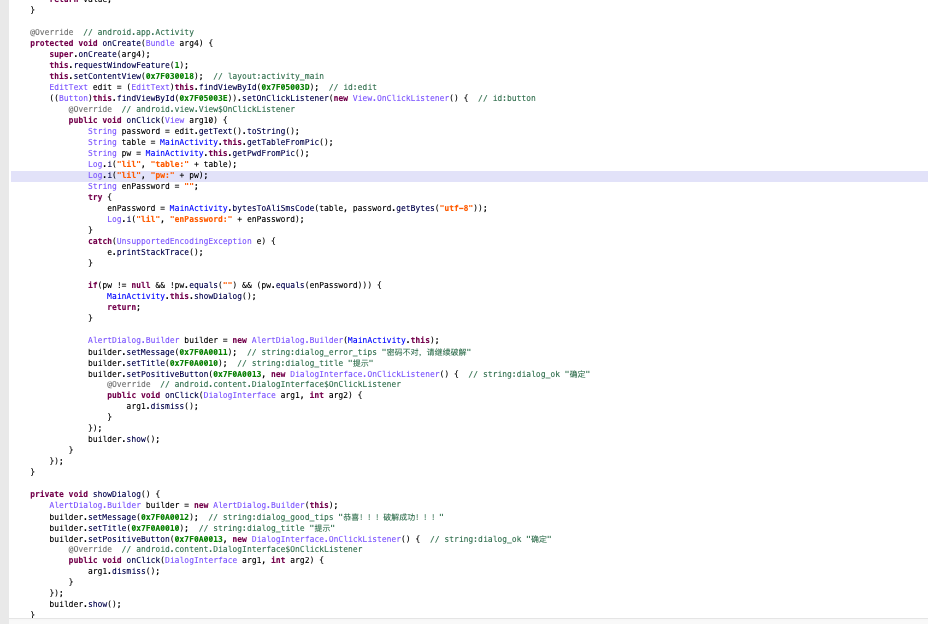 return value;
}
@Override  // android.app.Activity
protected void onCreate(Bundle arg4) {
super.onCreate(arg4);
this.requestWindowFeature(1);
this.setContentView(0x7F030018);  // layout:activity_main
EditText edit = (EditText)this.findViewById(0x7F05003D);  // id:edit
((Button)this.findViewById(0x7F05003E)).setOnClickListener(new View.OnClickListener() {  // id:button
@Override  // android.view.View$OnClickListener
public void onClick(View arg10) {
String password = edit.getText().toString();
String table = MainActivity.this.getTableFromPic();
String pw = MainActivity.this.getPwdFromPic();
Log.i("lil", "table:" + table);
Log.i("lil", "pw:" + pw);
String enPassword = "";
try {
enPassword = MainActivity.bytesToAliSmsCode(table, password.getBytes("utf-8"));
Log.i("lil", "enPassword:" + enPassword);
}
catch(UnsupportedEncodingException e) {
e.printStackTrace();
}
if(pw != null && !pw.equals("") && (pw.equals(enPassword))) {
MainActivity.this.showDialog();
return;
}
AlertDialog.Builder builder = new AlertDialog.Builder(MainActivity.this);
builder.setMessage(0x7F0A0011);  // string:dialog_error_tips "密码不对，请继续破解"
builder.setTitle(0x7F0A0010);  // string:dialog_title "提示"
builder.setPositiveButton(0x7F0A0013, new DialogInterface.OnClickListener() {  // string:dialog_ok "确定"
@Override  // android.content.DialogInterface$OnClickListener
public void onClick(DialogInterface arg1, int arg2) {
arg1.dismiss();
}
});
builder.show();
}
});
}
private void showDialog() {
AlertDialog.Builder builder = new AlertDialog.Builder(this);
builder.setMessage(0x7F0A0012);  // string:dialog_good_tips "恭喜！！！破解成功！！！"
builder.setTitle(0x7F0A0010);  // string:dialog_title "提示"
builder.setPositiveButton(0x7F0A0013, new DialogInterface.OnClickListener() {  // string:dialog_ok "确定"
@Override  // android.content.DialogInterface$OnClickListener
public void onClick(DialogInterface arg1, int arg2) {
arg1.dismiss();
}
});
builder.show();
}